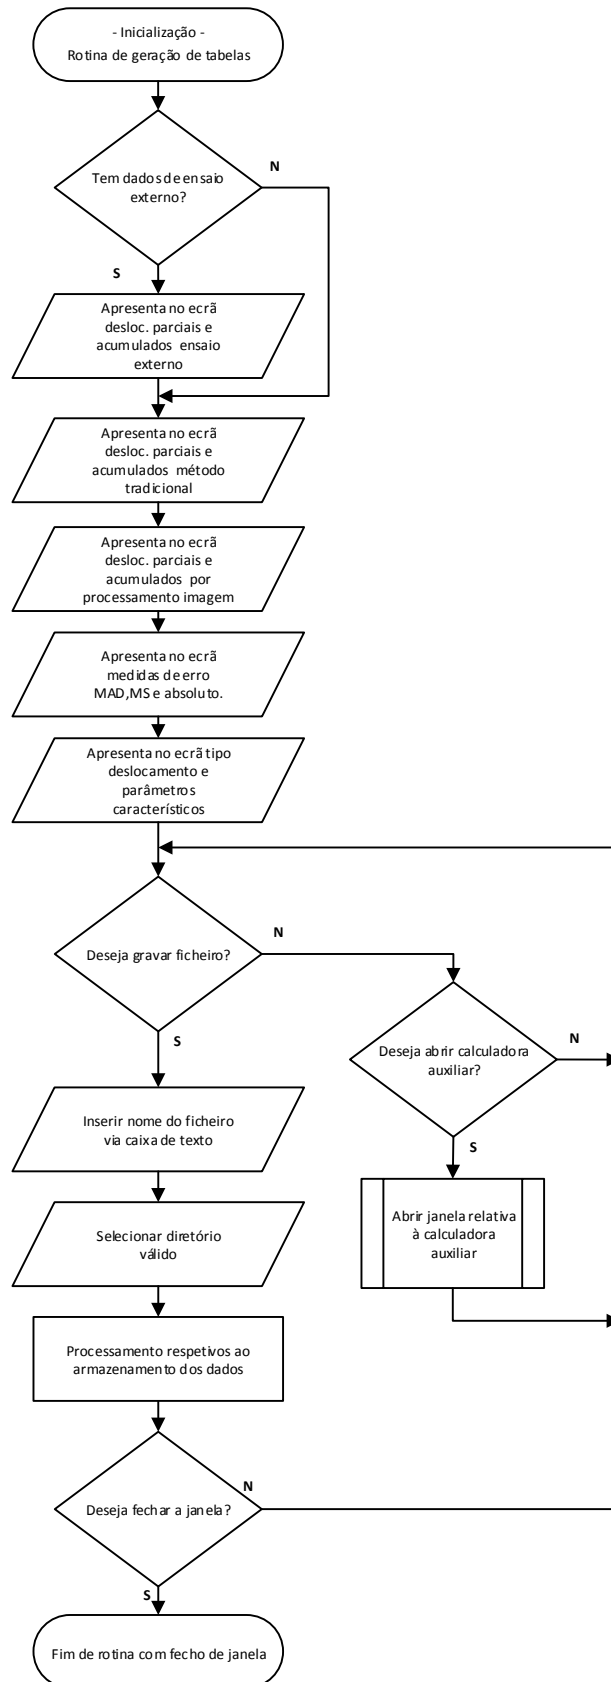 - Inicialização -
Rotina de geração de tabelas
Tem dados de ensaio
externo?
N
S
Apresenta no ecrã
desloc. parciais e
acumulados ensaio
externo
Apresenta no ecrã
desloc. parciais e
acumulados método
tradicional
Apresenta no ecrã
desloc. parciais e
acumulados por
processamento imagem
Apresenta no ecrã
medidas de erro
MAD,MS e absoluto.
Apresenta no ecrã tipo
deslocamento e
parâmetros
característicos
Deseja gravar ficheiro?
N
S
Deseja abrir calculadora
auxiliar?
N
S
Inserir nome do ficheiro
via caixa de texto
Abrir janela relativa
à calculadora
auxiliar
Selecionar diretório
válido
Processamento respetivos ao
armazenamento dos dados
Deseja fechar a janela?
N
S
Fim de rotina com fecho de janela